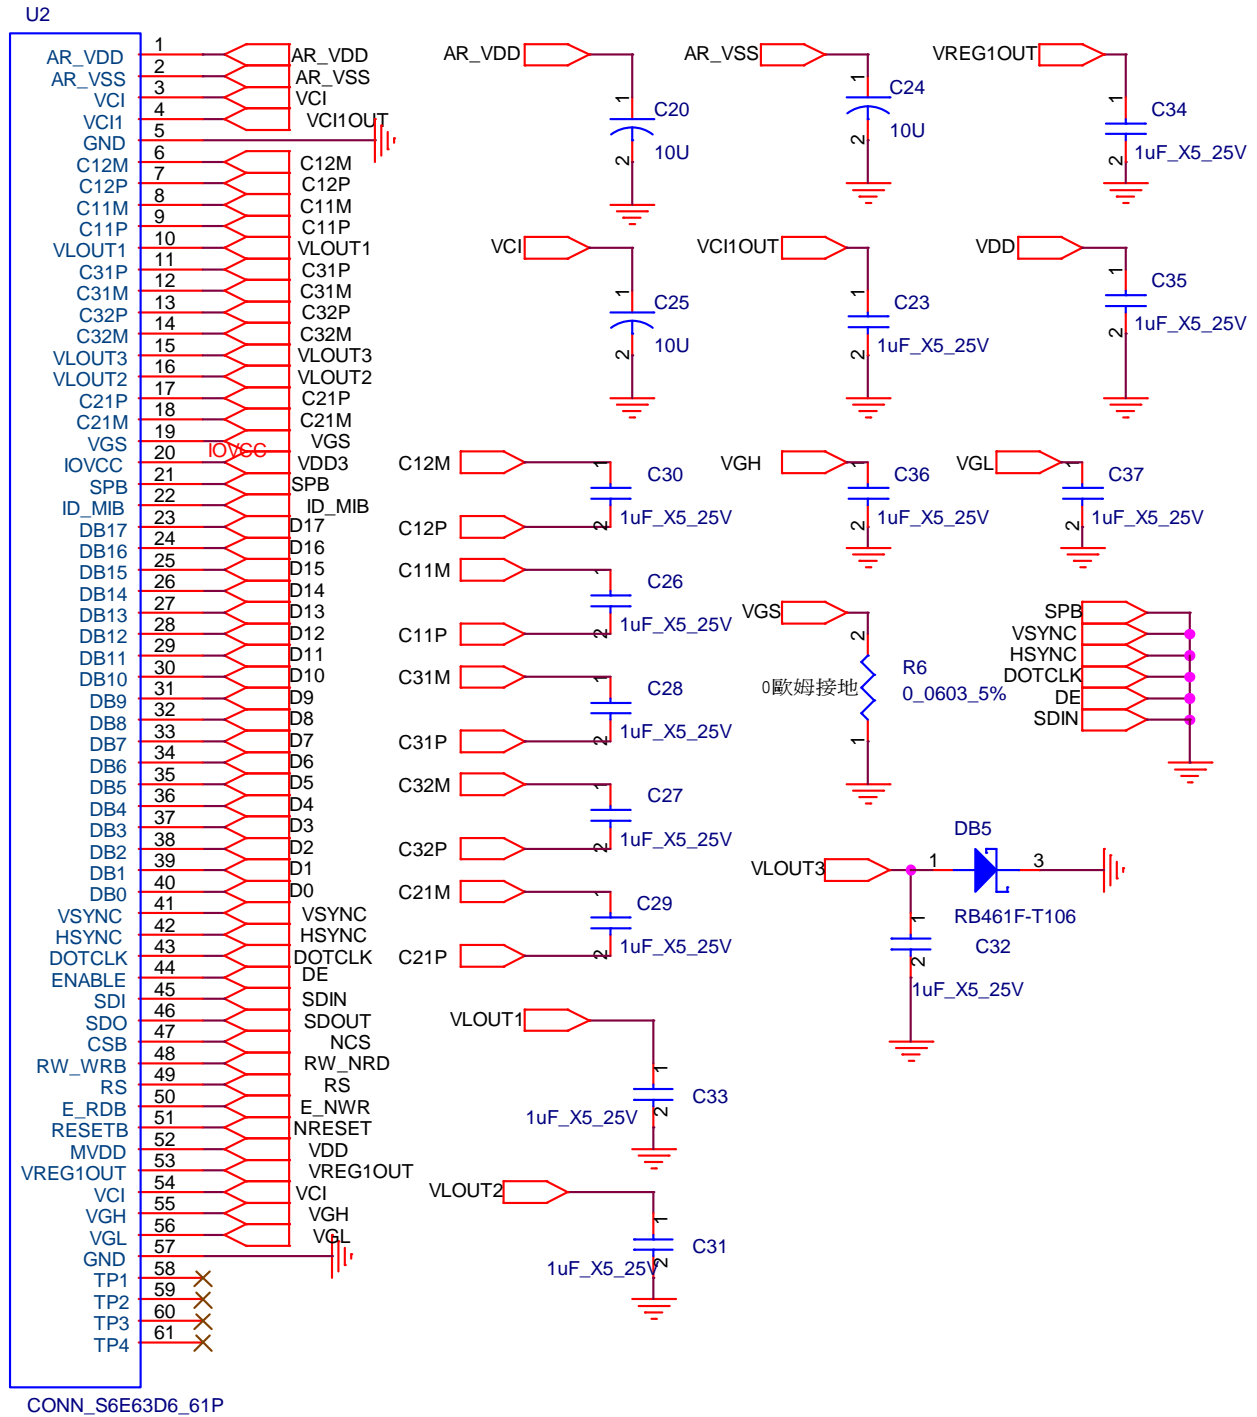 U2
AR_VDD 1 AR_VDD
AR_VSS 2 AR_VSS
VCI 3 VCI
VCI1 4 VCI1OUT
GND 5
C12M 6 C12M
C12P 7 C12P
C11M 8 C11M
C11P 9 C11P
VLOUT1 10 VLOUT1
C31P 11 C31P
C31M 12 C31M
C32P 13 C32P
C32M 14 C32M
VLOUT3 15 VLOUT3
VLOUT2 16 VLOUT2
C21P 17 C21P
C21M 18 C21M
VGS 19 VGS
IOVCC 20 IOVCC VDD3
SPB 21 SPB
ID_MIB 22 ID_MIB
DB17 23 D17
DB16 24 D16
DB15 25 D15
DB14 26 D14
DB13 27 D13
DB12 28 D12
DB11 29 D11
DB10 30 D10
DB9 31 D9
DB8 32 D8
DB7 33 D7
DB6 34 D6
DB5 35 D5
DB4 36 D4
DB3 37 D3
DB2 38 D2
DB1 39 D1
DB0 40 D0
VSYNC 41 VSYNC
HSYNC 42 HSYNC
DOTCLK 43 DOTCLK
ENABLE 44 DE
SDI 45 SDIN
SDO 46 SDOUT
CSB 47 NCS
RW_WRB 48 RW_NRD
RS 49 RS
E_RDB 50 E_NWR
RESETB 51 NRESET
MVDD 52 VDD
VREG1OUT 53 VREG1OUT
VCI 54 VCI
VGH 55 VGH
VGL 56 VGL
GND 57
TP1 58
TP2 59
TP3 60
TP4 61
CONN_S6E63D6_61P
AR_VDD
1
C20
10U
2
AR_VSS
1
C24
10U
2
VREG1OUT
1
C34
1uF_X5_25V
2
VCI
1
C25
10U
2
VCI1OUT
1
C23
1uF_X5_25V
2
VDD
1
C35
1uF_X5_25V
2
C12M
1
C30
1uF_X5_25V
C12P
2
VGH
1
C36
1uF_X5_25V
2
VGL
1
C37
1uF_X5_25V
2
C11M
1
C26
1uF_X5_25V
C11P
2
VGS
2
R6
0歐姆接地
0_0603_5%
1
SPB
VSYNC
HSYNC
DOTCLK
DE
SDIN
C31M
1
C28
1uF_X5_25V
C31P
2
C32M
1
C27
1uF_X5_25V
C32P
2
DB5
VLOUT3
1
3
RB461F-T106
1
C32
2
1uF_X5_25V
C21M
1
C29
1uF_X5_25V
C21P
2
VLOUT1
1
C33
1uF_X5_25V
2
VLOUT2
1
C31
1uF_X5_25V
2